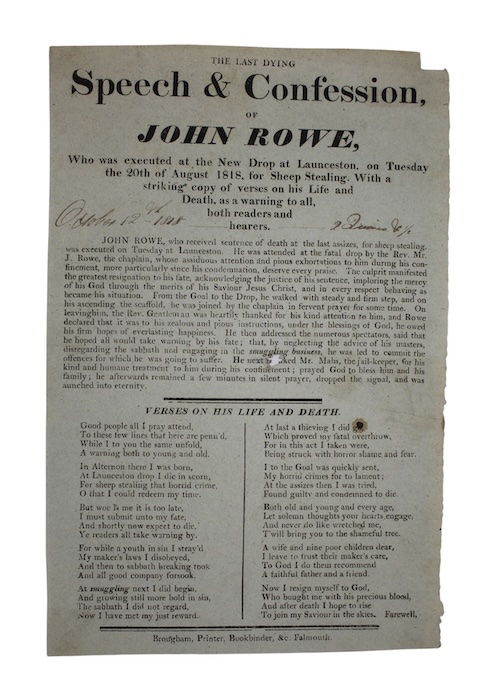 THE LAST DYING
Speech & Confession,
OF
JOHN ROWE,
Who was executed at the New Drop at Launceston, on Tuesday
the 20th of August 1818, for Sheep Stealing. With a
striking copy of verses on his Life and
Death, as a warning to all,
both readers and
October 12th 1818 hearers.
JOHN ROWE, who received sentence of death at the last assizes, for sheep stealing.
was executed on Tuesday at Launceston. He was attended at the fatal drop by the Rev. Mr.
J. Rowe, the chaplain, whose assiduous attention and pious exhortations to him during his con-
finement, more particularly since his condemnation, deserve every praise. The culprit manifested
the greatest resignation to his fate, acknowledging the justice of his sentence, imploring the mercy
of his God through the merits of his Saviour Jesus Christ, and in every respect behaving as
became his situation. From the Goal to the Drop, he walked with steady and firm step, and on
his ascending the scaffold, he was joined by the chaplain in fervent prayer for some time. On
leavinghim, the Rev. Gentleman was heartily thanked for his kind attention to him, and Rowe
declared that it was to his zealous and pious instructions, under the blessings of God, he owed
his firm hopes of everlasting happiness. He then addressed the numerous spectators, said that
he hoped all would take warning by his fate; that, by neglecting the advice of his masters,
disregarding the sabbath and engaging in the smuggling business, he was led to commit the
offences for which he was going to suffer. He next Mr. Main, the jail-keeper, for his
kind and humane treatment to him during his confinement; prayed God to bless him and his
family; he afterwards remained a few minutes in silent prayer, dropped the signal, and was
aunched into eternity.
VERSES ON HIS LIFE AND DEATH.
Good people all I pray attend,
To these few lines that here are penn'd,
While I to you the same unfold,
A warning both to young and old.
In Alternon there I was born,
At Launceston drop I die in scorn,
For sheep stealing that horrid crime,
O that I could redeem my time.
But woe is me it is too late,
I must submit unto my fate,
And shortly now expect to die,
Ye readers all take warning by.
For while a youth in sin I stray'd
My maker's laws I disobeyed,
And then to sabbath breaking took
And all good company forsook.
At smuggling next I did begin,
And growing still more bold in sin,
The sabbath I did not regard,
Now I have met my just reward.
At last a thieving I did
Which proved my fatal overthrow,
For in this act I taken were,
Being struck with horror shame and fear.
I to the Goal was quickly sent,
My horrid crimes for to lament;
At the assizes then I was tried,
Found guilty and condemned to die.
Both old and young and every age,
Let solemn thoughts your hearts engage,
And never do like wretched me,
T'will bring you to the shameful tree.
A wife and nine poor children dear,
I leave to trust their maker's care,
To God I do them recommend
A faithful father and a friend.
Now I resign myself to God,
Who bought me with his precious blood,
And after death I hope to rise
To join my Saviour in the skies. Farewell,
Brougham, Printer, Bookbinder, &c. Falmouth.